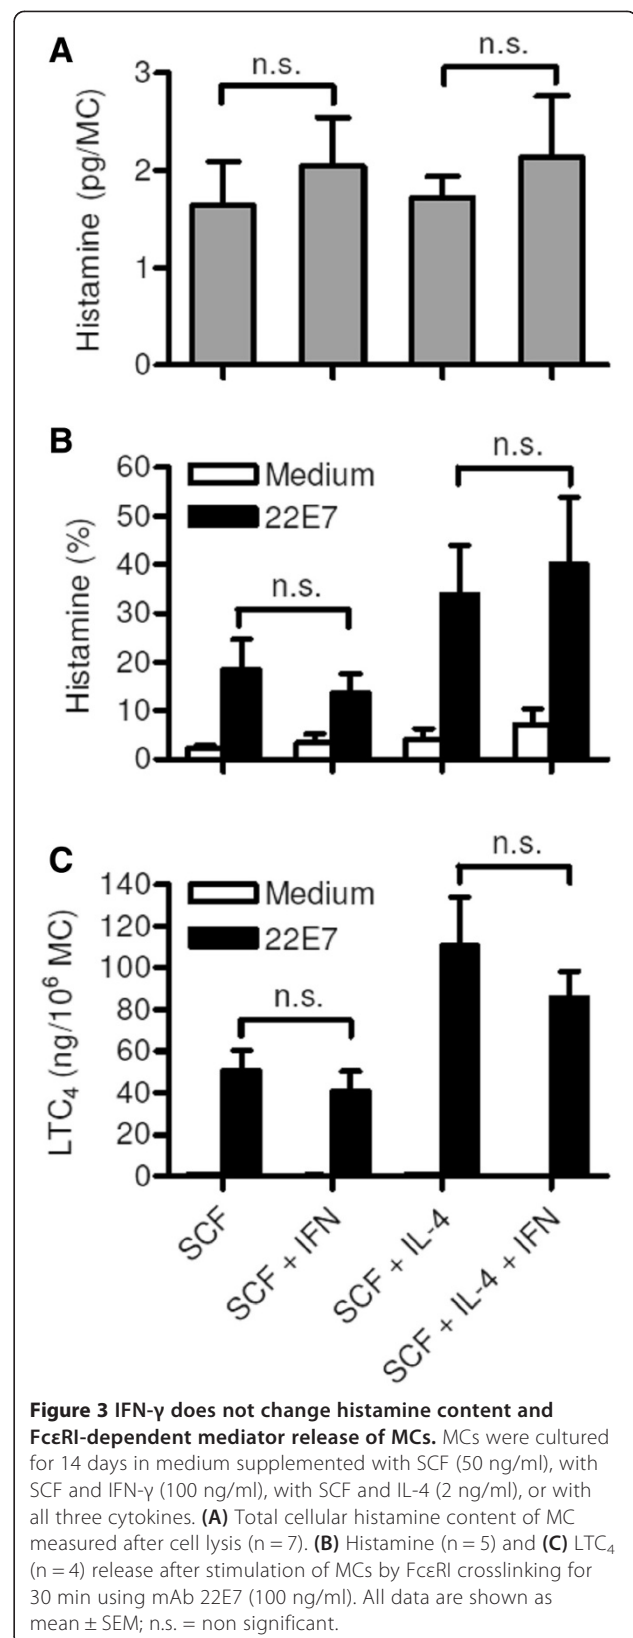 A
n.s.
n.s.
Histamine (pg/MC)
3
2
1
0
B
n.s.
Histamine (%)
60
50
40
30
20
10
0
Medium
22E7
n.s.
C
n.s.
LTC₄ (ng/10⁶ MC)
140
120
100
80
60
40
20
0
Medium
22E7
n.s.
SCF
SCF + IFN
SCF + IL-4
SCF + IL-4 + IFN
Figure 3 IFN-γ does not change histamine content and
FcεRI-dependent mediator release of MCs. MCs were cultured
for 14 days in medium supplemented with SCF (50 ng/ml), with
SCF and IFN-γ (100 ng/ml), with SCF and IL-4 (2 ng/ml), or with
all three cytokines. (A) Total cellular histamine content of MC
measured after cell lysis (n = 7). (B) Histamine (n = 5) and (C) LTC₄
(n = 4) release after stimulation of MCs by FcεRI crosslinking for
30 min using mAb 22E7 (100 ng/ml). All data are shown as
mean ± SEM; n.s. = non significant.